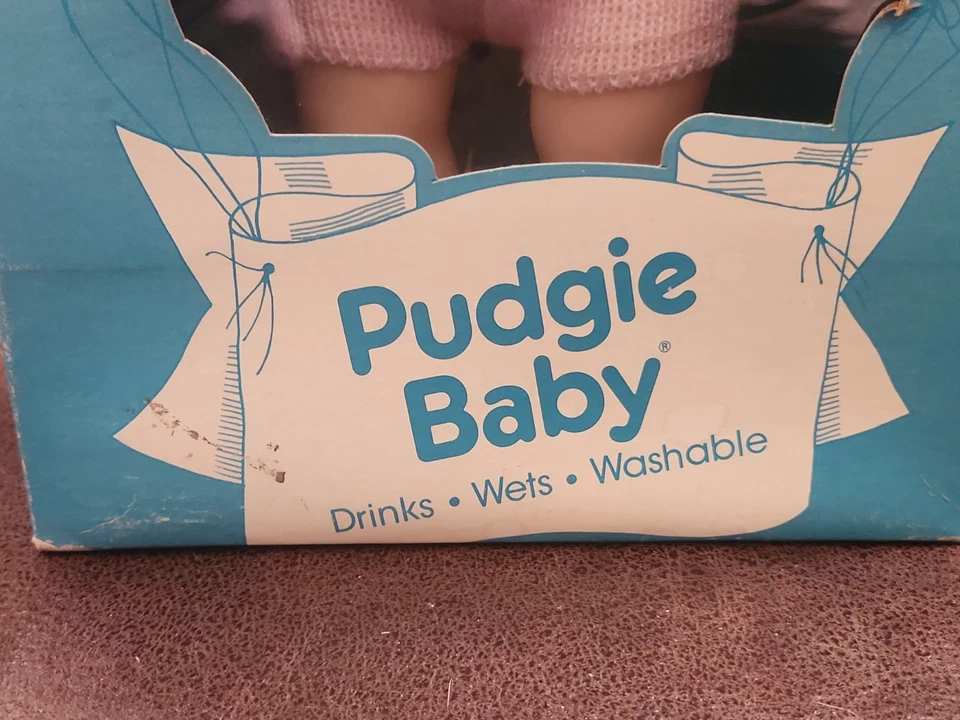 Pudgie
Baby®
Drinks • Wets • Washable